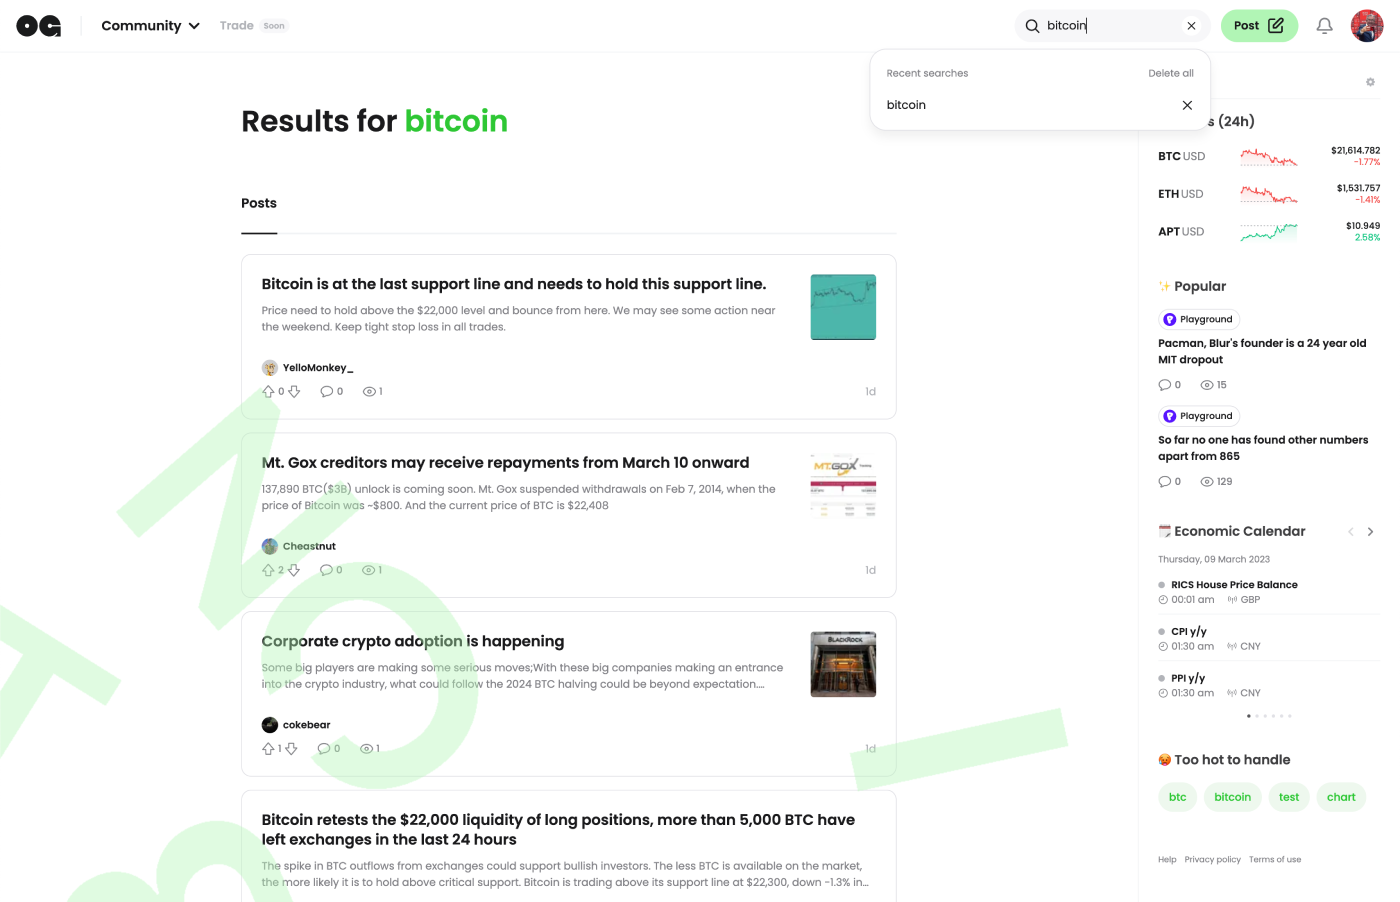 OG
Community
Trade
Soon
bitcoin
Post
Recent searches
Delete all
bitcoin
Results for bitcoin
Posts
Bitcoin is at the last support line and needs to hold this support line.
Price need to hold above the $22,000 level and bounce from here. We may see some action near
the weekend. Keep tight stop loss in all trades.
YelloMonkey_
0
0
1
1d
Mt. Gox creditors may receive repayments from March 10 onward
137,890 BTC($3B) unlock is coming soon. Mt. Gox suspended withdrawals on Feb 7, 2014, when the
price of Bitcoin was ~$800. And the current price of BTC is $22,408
MT.GOX
Cheastnut
2
0
1
1d
Corporate crypto adoption is happening
Some big players are making some serious moves;With these big companies making an entrance
into the crypto industry, what could follow the 2024 BTC halving could be beyond expectation....
BLACKROCK
cokebear
1
0
1
1d
Bitcoin retests the $22,000 liquidity of long positions, more than 5,000 BTC have
left exchanges in the last 24 hours
The spike in BTC outflows from exchanges could support bullish investors. The less BTC is available on the market,
the more likely it is to hold above critical support. Bitcoin is trading above its support line at $22,300, down -1.3% in...
s (24h)
BTC USD
$21,614.782
-1.77%
ETH USD
$1,531.757
-1.41%
APT USD
$10.949
2.58%
Popular
Playground
Pacman, Blur's founder is a 24 year old
MIT dropout
0
15
Playground
So far no one has found other numbers
apart from 865
0
129
Economic Calendar
Thursday, 09 March 2023
RICS House Price Balance
00:01 am
GBP
CPI y/y
01:30 am
CNY
PPI y/y
01:30 am
CNY
Too hot to handle
btc
bitcoin
test
chart
Help
Privacy policy
Terms of use